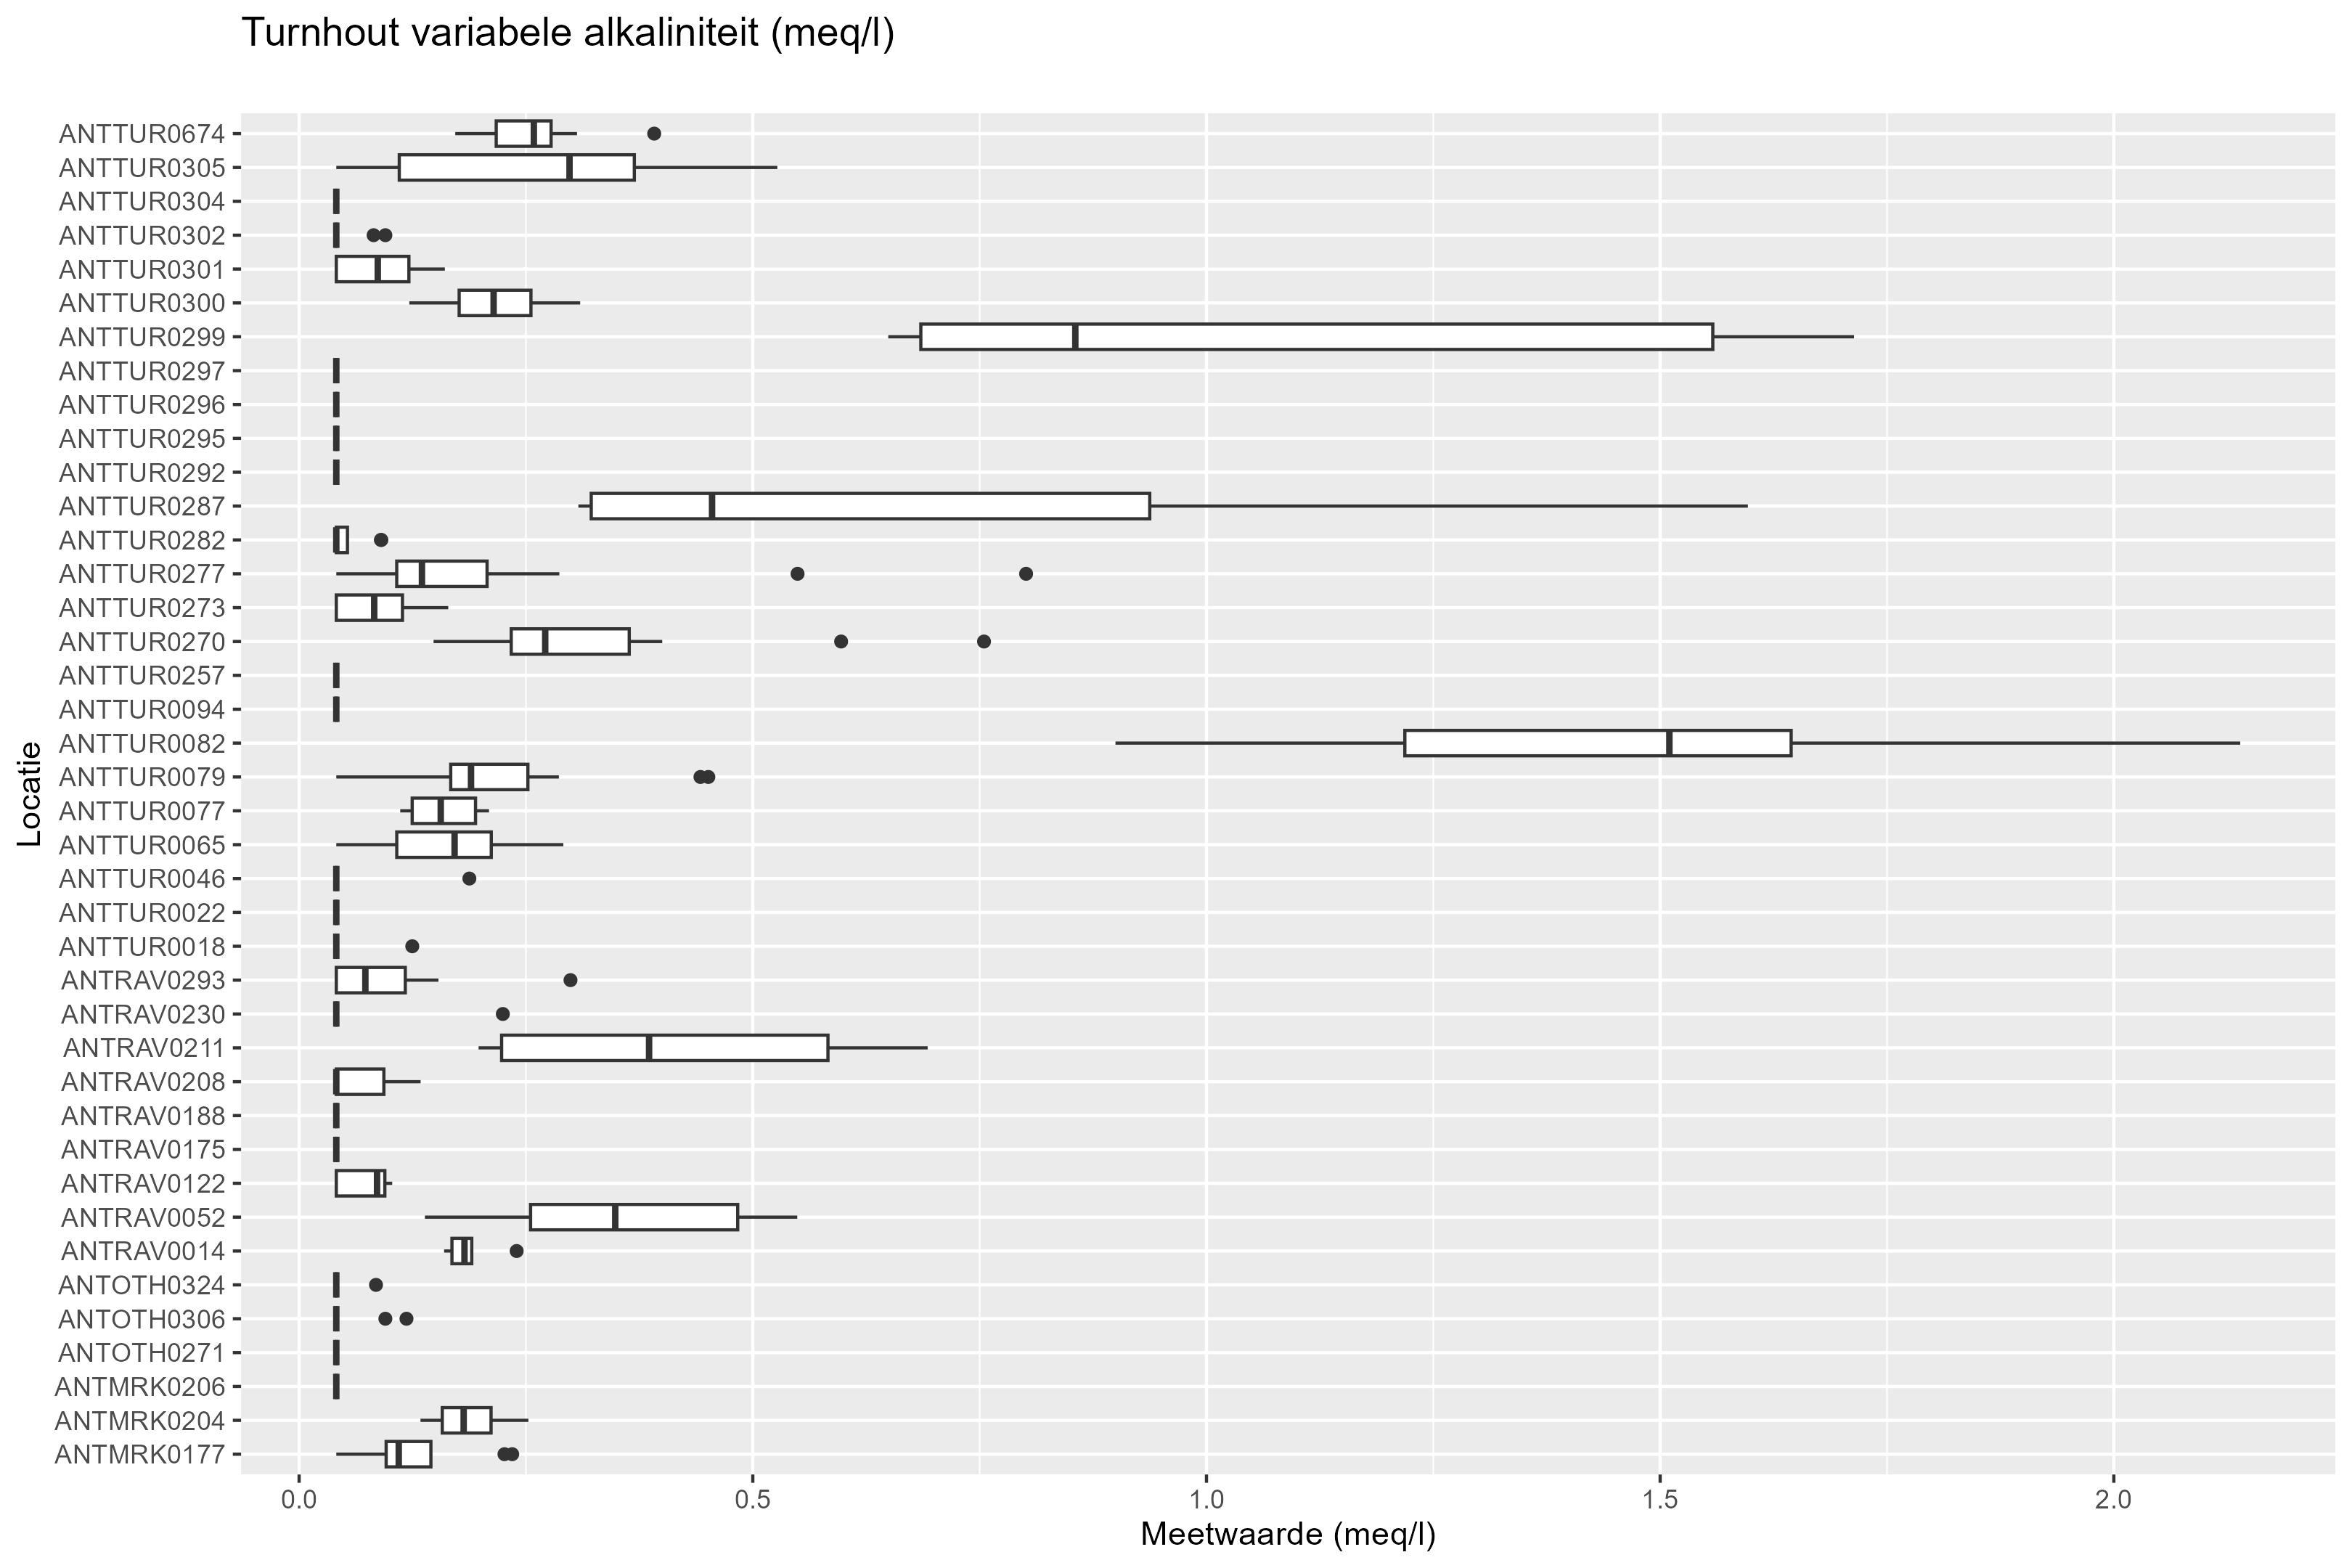 Turnhout variabele alkaliniteit (meq/l)
ANTTUR0674
ANTTUR0305
ANTTUR0304
ANTTUR0302
ANTTUR0301
ANTTUR0300
ANTTUR0299
ANTTUR0297
ANTTUR0296
ANTTUR0295
ANTTUR0292
ANTTUR0287
ANTTUR0282
ANTTUR0277
ANTTUR0273
ANTTUR0270
ANTTUR0257
ANTTUR0094
ANTTUR0082
ANTTUR0079
ANTTUR0077
ANTTUR0065
ANTTUR0046
ANTTUR0022
ANTTUR0018
ANTRAV0293
ANTRAV0230
ANTRAV0211
ANTRAV0208
ANTRAV0188
ANTRAV0175
ANTRAV0122
ANTRAV0052
ANTRAV0014
ANTOTH0324
ANTOTH0306
ANTOTH0271
ANTMRK0206
ANTMRK0204
ANTMRK0177
Locatie
0.0 0.5 1.0 1.5 2.0
Meetwaarde (meq/l)